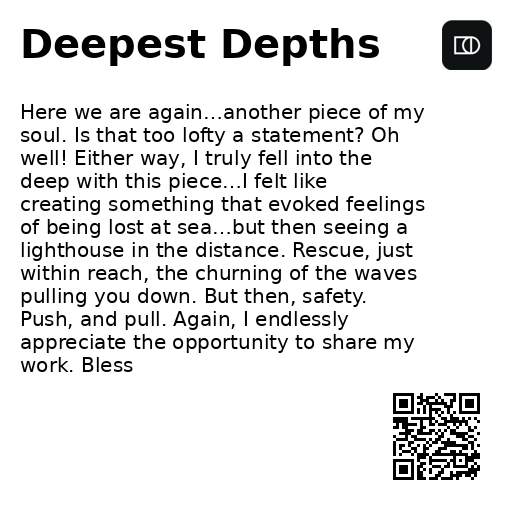 Deepest Depths
Here we are again...another piece of my
soul. Is that too lofty a statement? Oh
well! Either way, I truly fell into the
deep with this piece...I felt like
creating something that evoked feelings
of being lost at sea...but then seeing a
lighthouse in the distance. Rescue, just
within reach, the churning of the waves
pulling you down. But then, safety.
Push, and pull. Again, I endlessly
appreciate the opportunity to share my
work. Bless